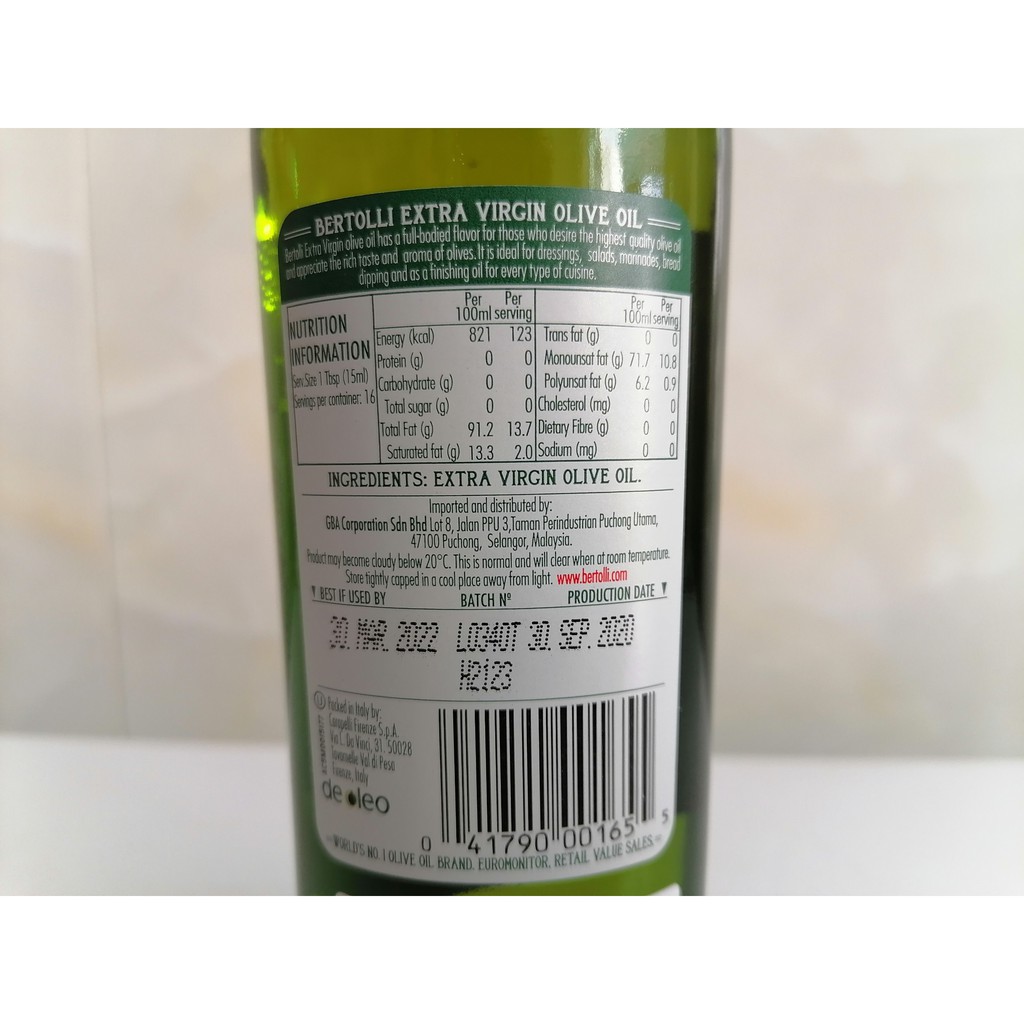 BERTOLLI EXTRA VIRGIN OLIVE OIL
Bertolli Extra Virgin olive oil has a full-bodied flavor for those who desire the highest quality olive oil
and appreciate the rich taste and aroma of olives. It is ideal for dressings, salads, marinades, bread
dipping and as a finishing oil for every type of cuisine.
NUTRITION
INFORMATION
Serv. Size 1 Tbsp (15ml)
Servings per container: 16
Per Per
100ml serving
Energy (kcal) 821 123
Protein (g) 0 0
Carbohydrate (g) 0 0
Total sugar (g) 0 0
Total Fat (g) 91.2 13.7
Saturated fat (g) 13.3 2.0
Per Per
100ml serving
Trans fat (g) 0 0
Monounsat fat (g) 71.7 10.8
Polyunsat fat (g) 6.2 0.9
Cholesterol (mg) 0 0
Dietary Fibre (g) 0 0
Sodium (mg) 0 0
INGREDIENTS: EXTRA VIRGIN OLIVE OIL.
Imported and distributed by:
GBA Corporation Sdn Bhd Lot 8, Jalan PPU 3,Taman Perindustrian Puchong Utama,
47100 Puchong, Selangor, Malaysia.
Product may become cloudy below 20°C. This is normal and will clear when at room temperature.
Store tightly capped in a cool place away from light. www.bertolli.com
BEST IF USED BY BATCH Nº PRODUCTION DATE
30. MAR. 2022 L0340T 30. SEP. 2020
H2123
Packed in Italy by:
Carapelli Firenze S.p.A.
Via L. Da Vinci, 31. 50028
Tavarnelle Val di Pesa
Firenze, Italy
deoleo
0 41790 00165 5
WORLD'S NO. 1 OLIVE OIL BRAND. EUROMONITOR, RETAIL VALUE SALES.